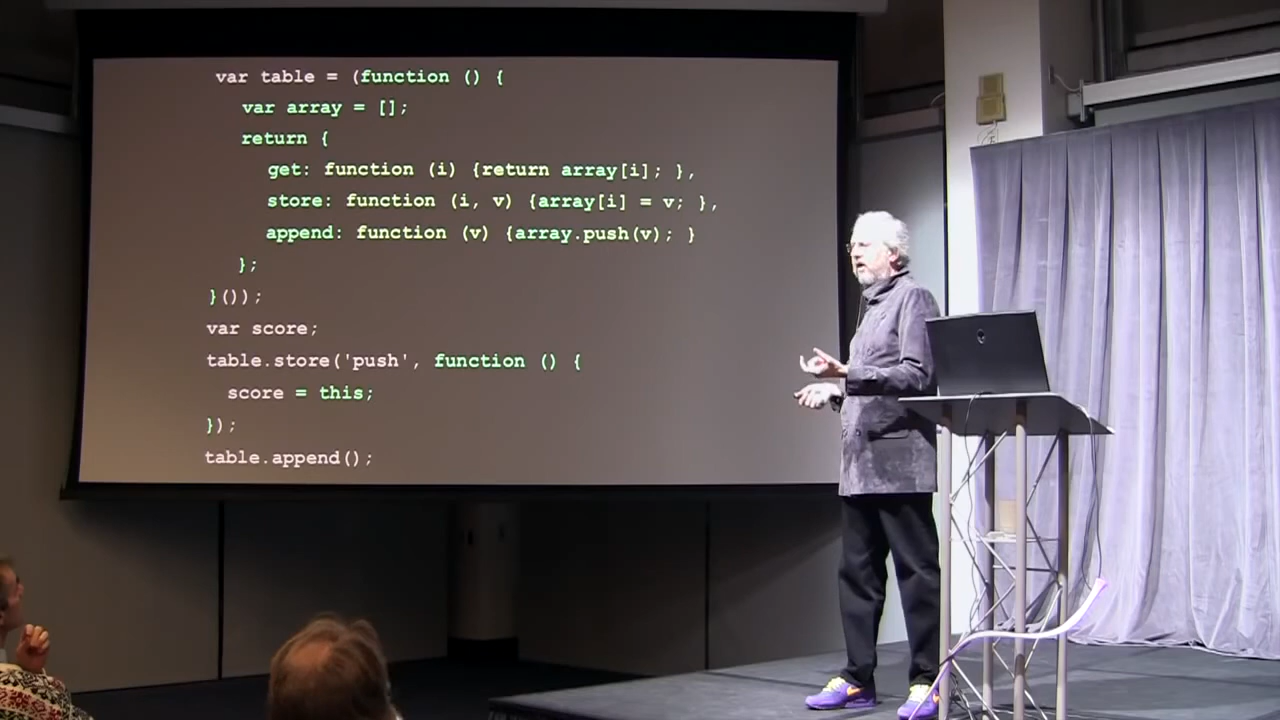 var table = (function () {
var array = [];
return {
get: function (i) {return array[i]; },
store: function (i, v) {array[i] = v; },
append: function (v) {array.push(v); }
};
}());
var score;
table.store('push', function () {
score = this;
});
table.append();